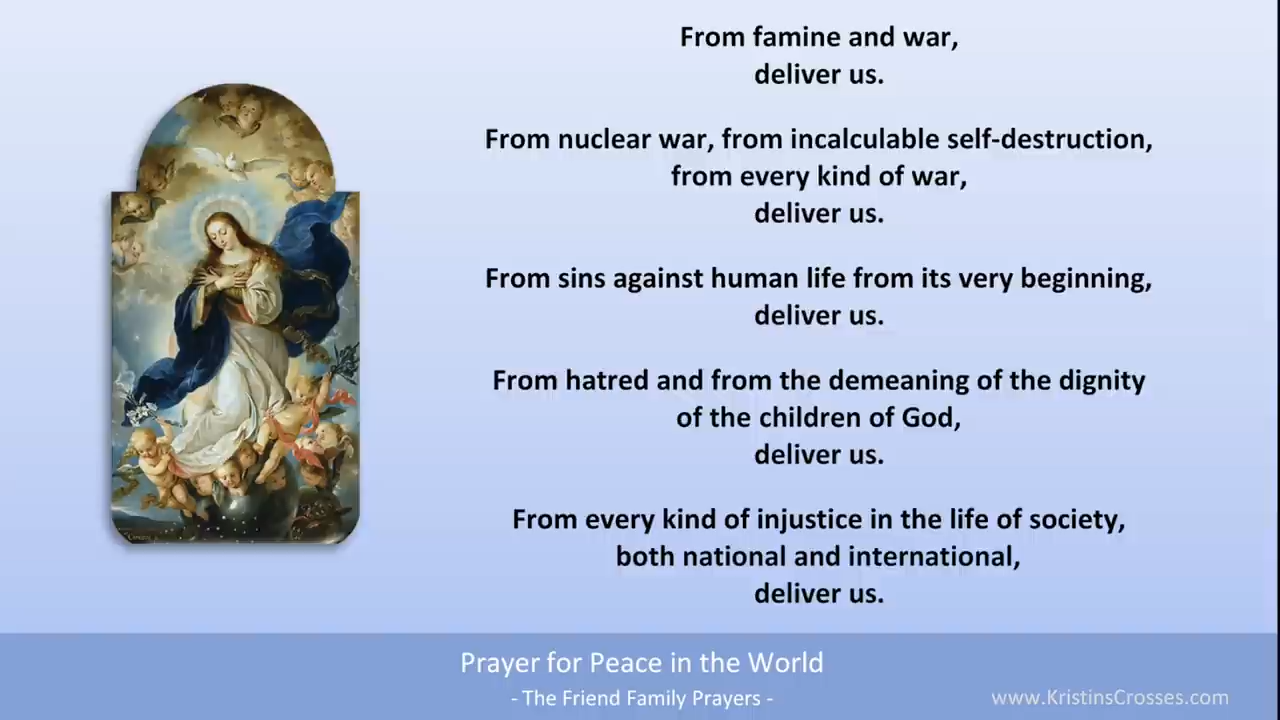 From famine and war,
deliver us.
From nuclear war, from incalculable self-destruction,
from every kind of war,
deliver us.
From sins against human life from its very beginning,
deliver us.
From hatred and from the demeaning of the dignity
of the children of God,
deliver us.
From every kind of injustice in the life of society,
both national and international,
deliver us.
Prayer for Peace in the World
- The Friend Family Prayers -
www.KristinsCrosses.com